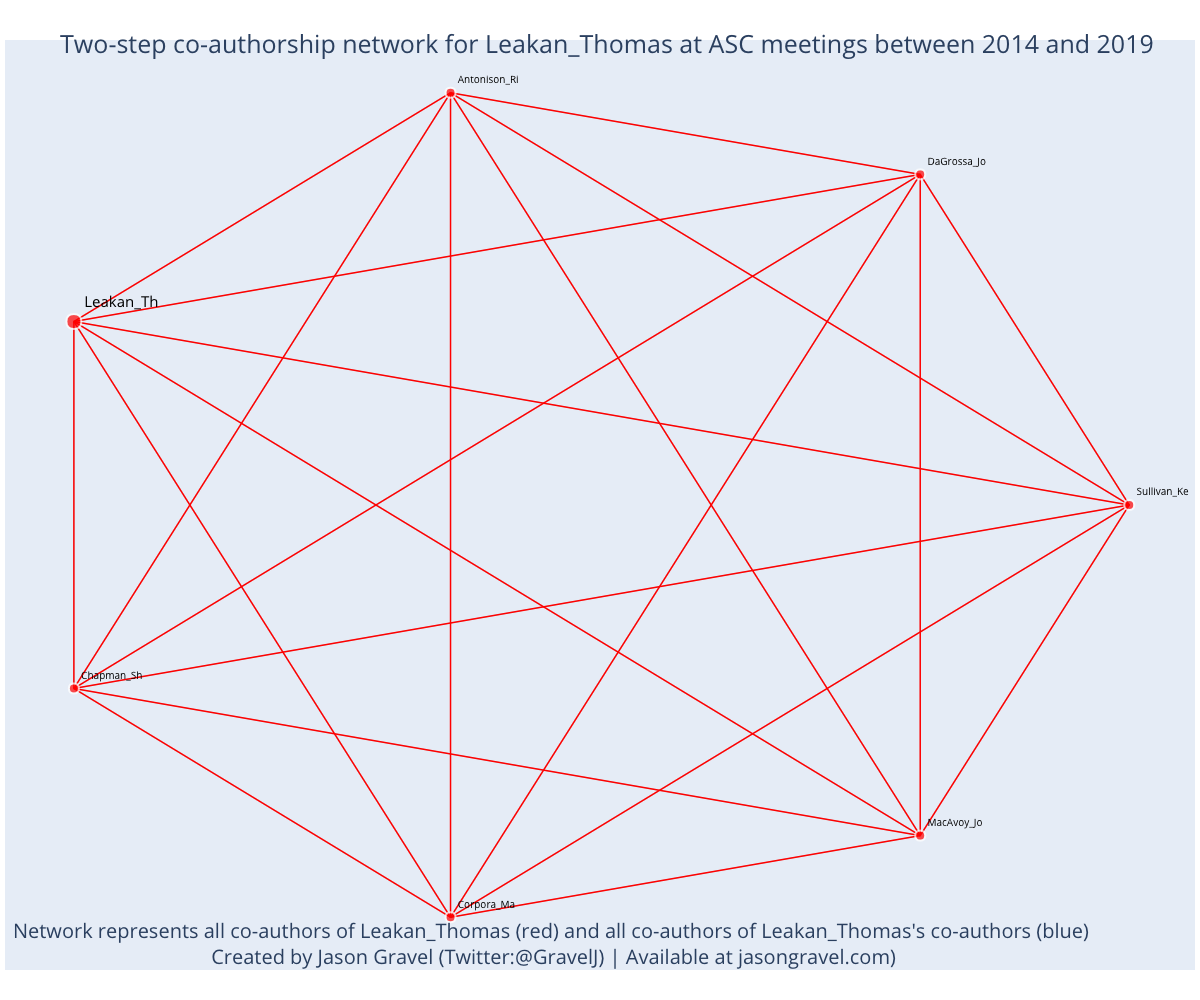 Two-step co-authorship network for Leakan_Thomas at ASC meetings between 2014 and 2019
Antonison_Ri
DaGrossa_Jo
Leakan_Th
Sullivan_Ke
Chapman_Sh
MacAvoy_Jo
Corpora_Ma
Network represents all co-authors of Leakan_Thomas (red) and all co-authors of Leakan_Thomas's co-authors (blue)
Created by Jason Gravel (Twitter:@GravelJ) | Available at jasongravel.com)